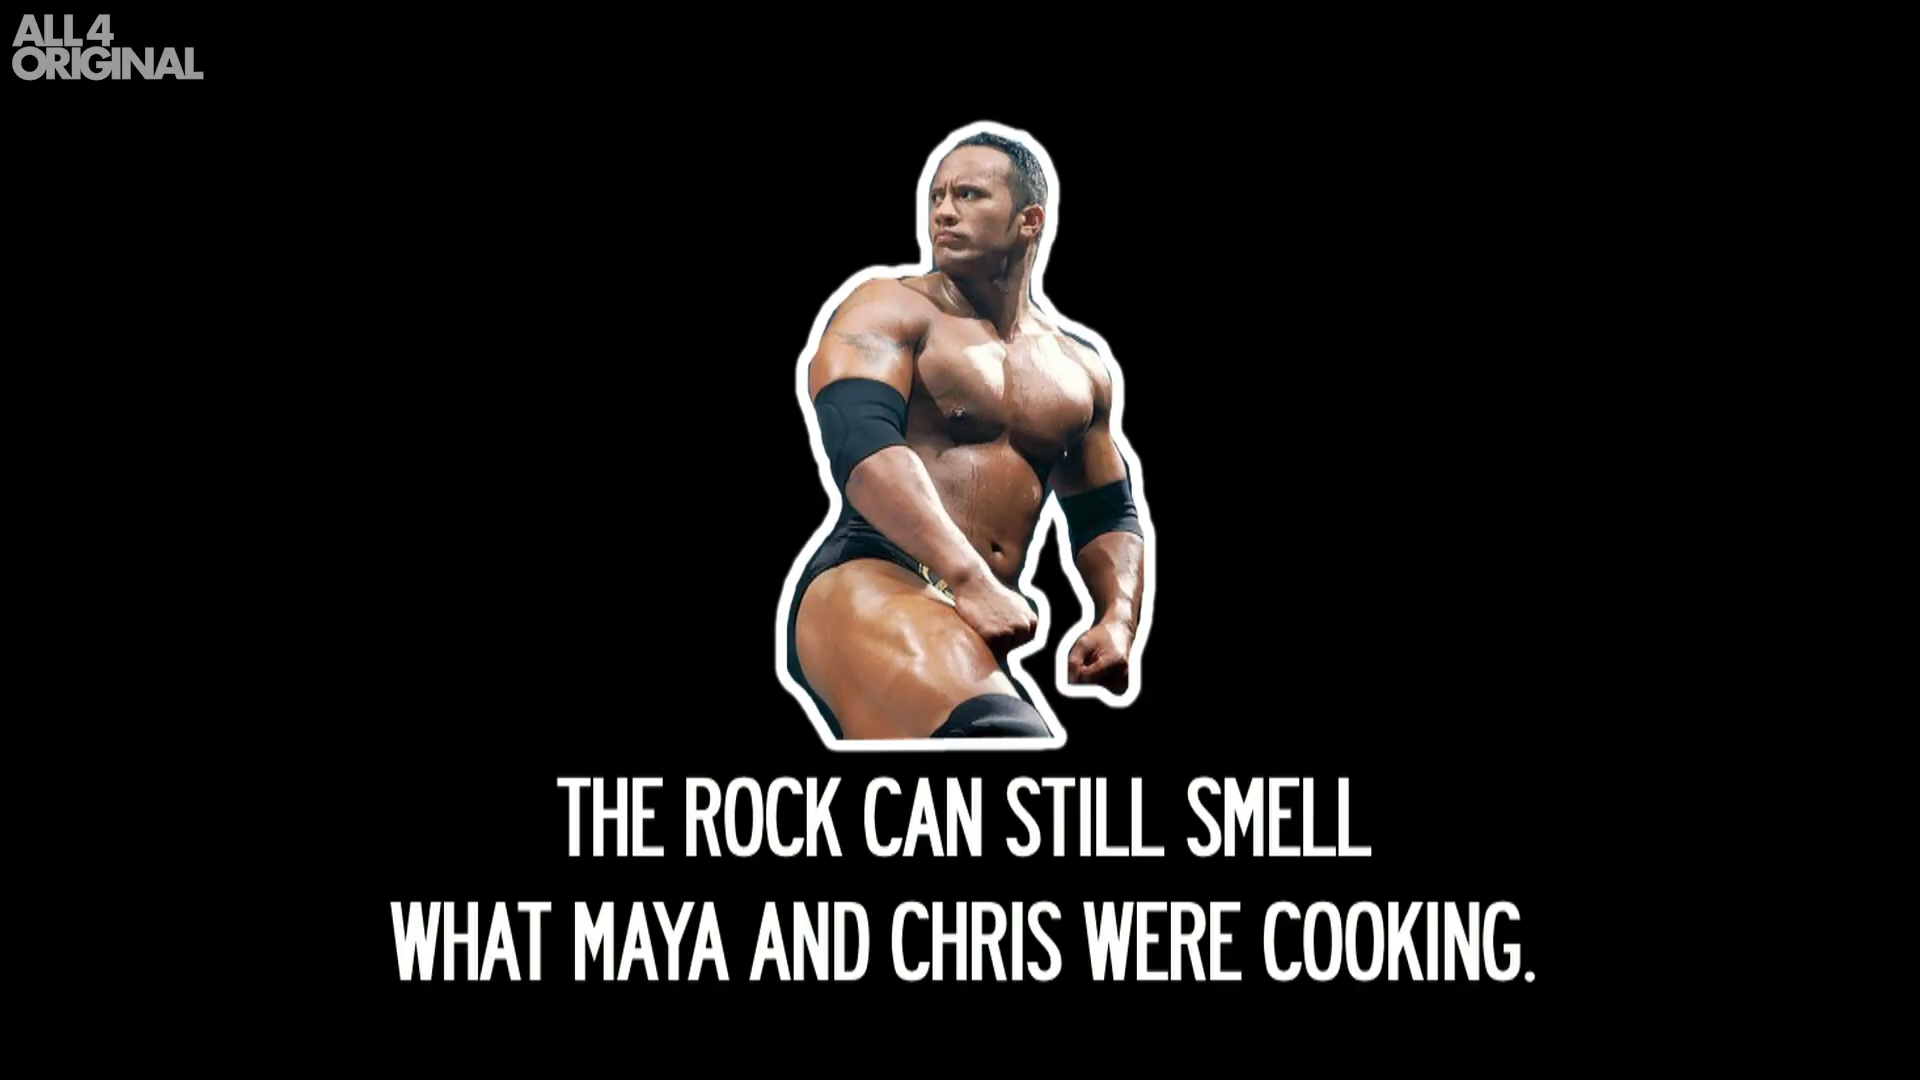 ALL 4
ORIGINAL
THE ROCK CAN STILL SMELL
WHAT MAYA AND CHRIS WERE COOKING.